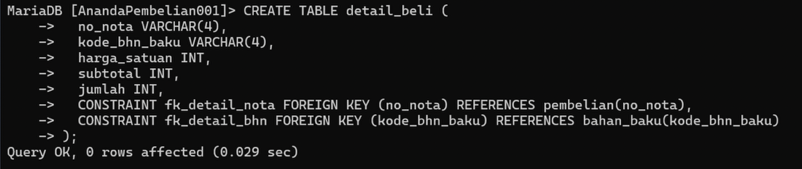 MariaDB [AnandaPembelian001]> CREATE TABLE detail_beli (
    ->   no_nota VARCHAR(4),
    ->   kode_bhn_baku VARCHAR(4),
    ->   harga_satuan INT,
    ->   subtotal INT,
    ->   jumlah INT,
    ->   CONSTRAINT fk_detail_nota FOREIGN KEY (no_nota) REFERENCES pembelian(no_nota),
    ->   CONSTRAINT fk_detail_bhn FOREIGN KEY (kode_bhn_baku) REFERENCES bahan_baku(kode_bhn_baku)
    -> );
Query OK, 0 rows affected (0.029 sec)